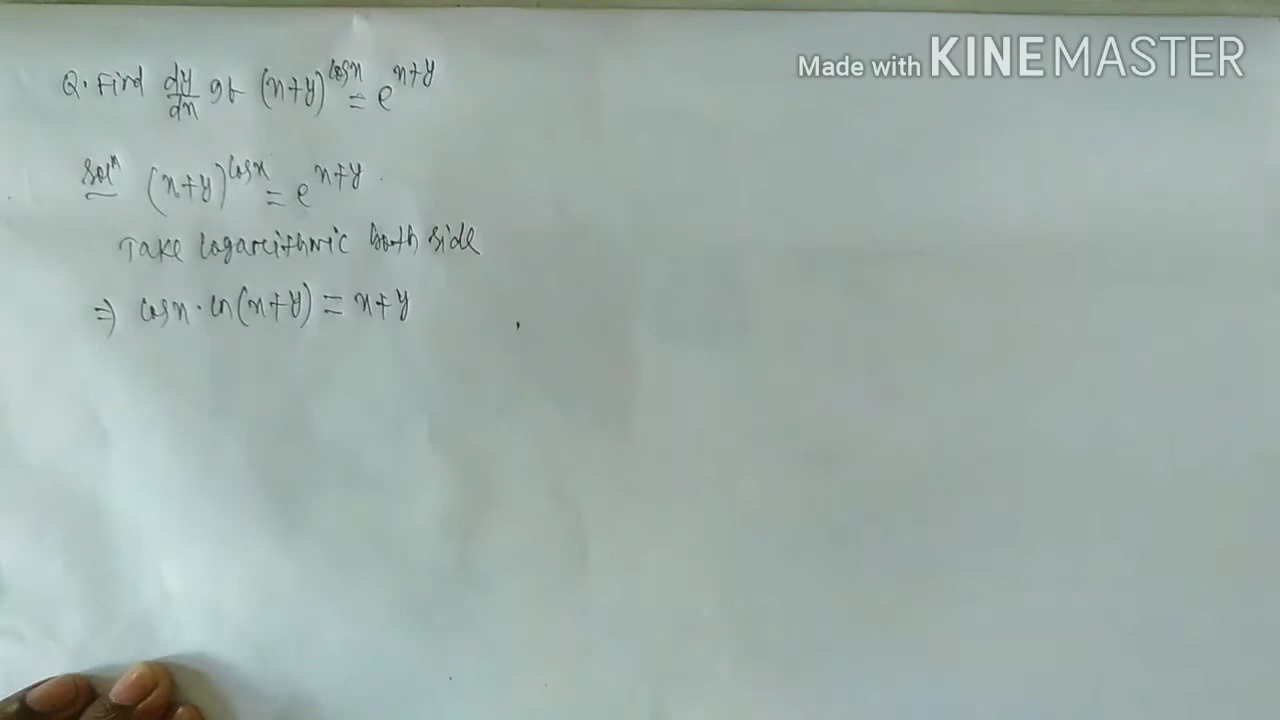 Made with KINEMASTER
Q. Find dy/dx if (x+y)^cosx = e^x+y
Solⁿ (x+y)^cosx = e^x+y
Take logarithmic both side
⇒ cosx · ln(x+y) = x+y